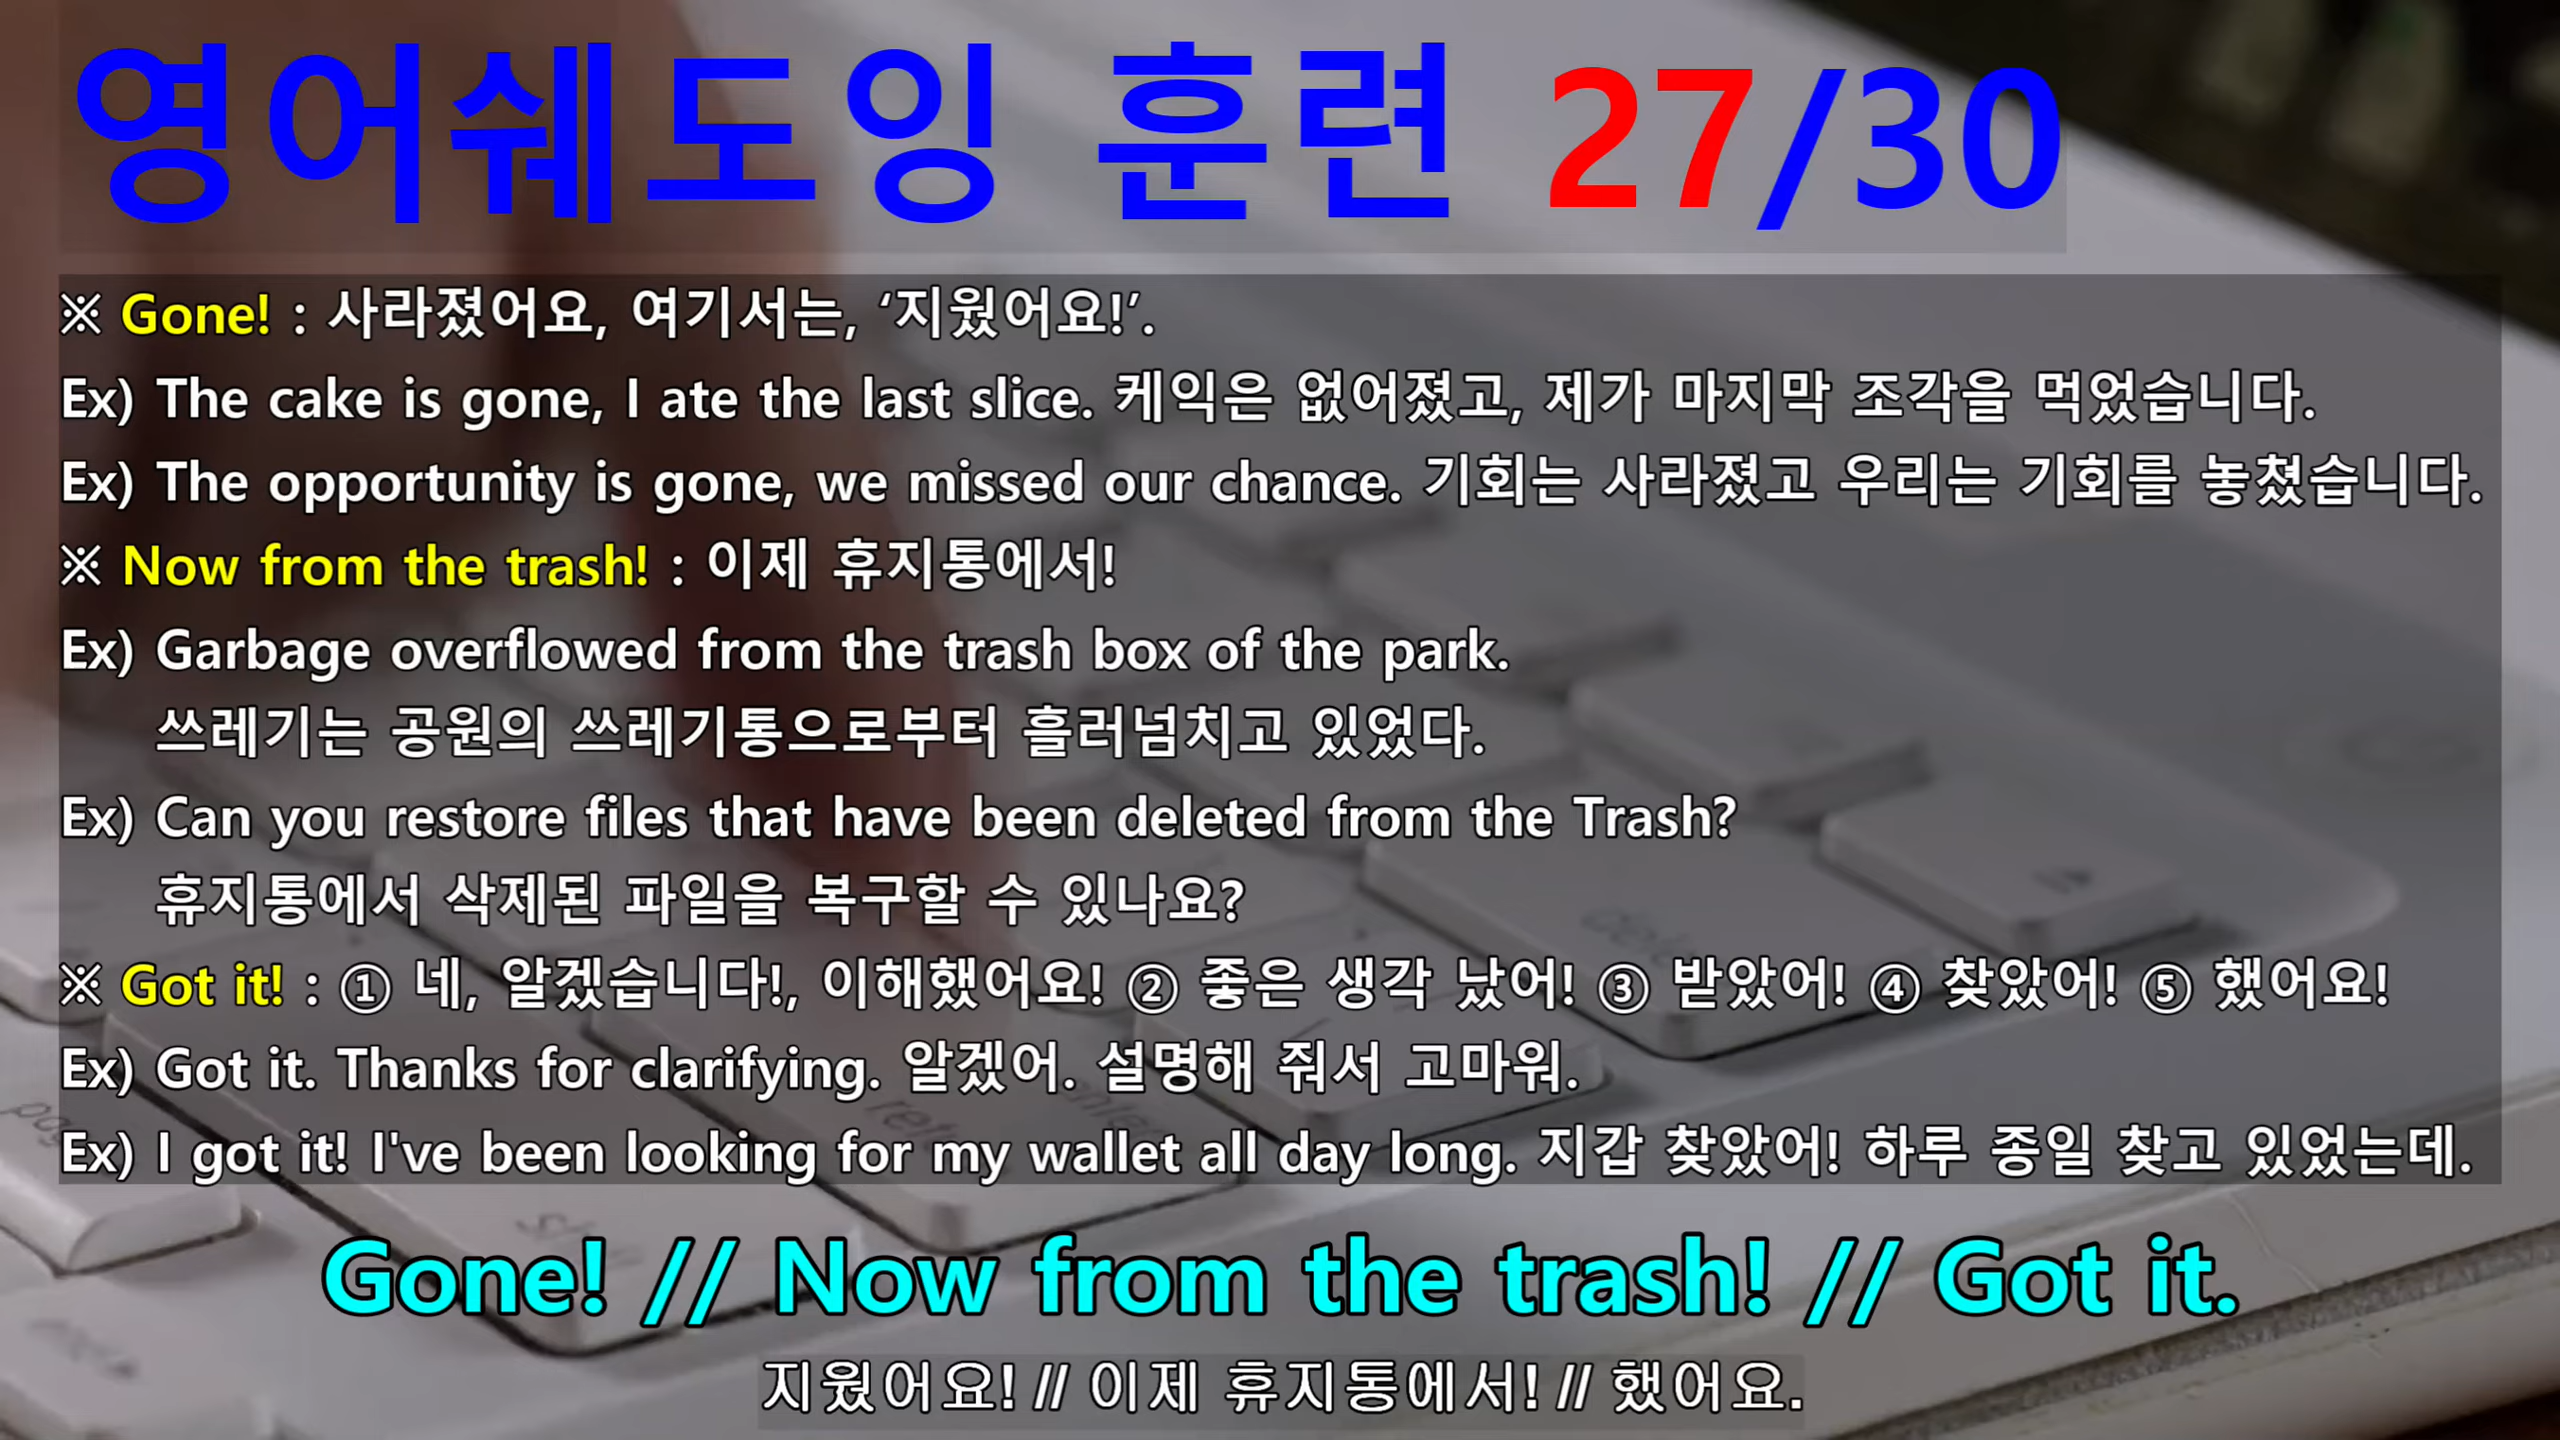 영어쉐도잉 훈련 27/30
※ Gone! : 사라졌어요, 여기서는, ‘지웠어요!’.
Ex) The cake is gone, I ate the last slice. 케익은 없어졌고, 제가 마지막 조각을 먹었습니다.
Ex) The opportunity is gone, we missed our chance. 기회는 사라졌고 우리는 기회를 놓쳤습니다.
※ Now from the trash! : 이제 휴지통에서!
Ex) Garbage overflowed from the trash box of the park.
쓰레기는 공원의 쓰레기통으로부터 흘러넘치고 있었다.
Ex) Can you restore files that have been deleted from the Trash?
휴지통에서 삭제된 파일을 복구할 수 있나요?
※ Got it! : ① 네, 알겠습니다!, 이해했어요! ② 좋은 생각 났어! ③ 받았어! ④ 찾았어! ⑤ 했어요!
Ex) Got it. Thanks for clarifying. 알겠어. 설명해 줘서 고마워.
Ex) I got it! I've been looking for my wallet all day long. 지갑 찾았어! 하루 종일 찾고 있었는데.
Gone! // Now from the trash! // Got it.
지웠어요! // 이제 휴지통에서! // 했어요.